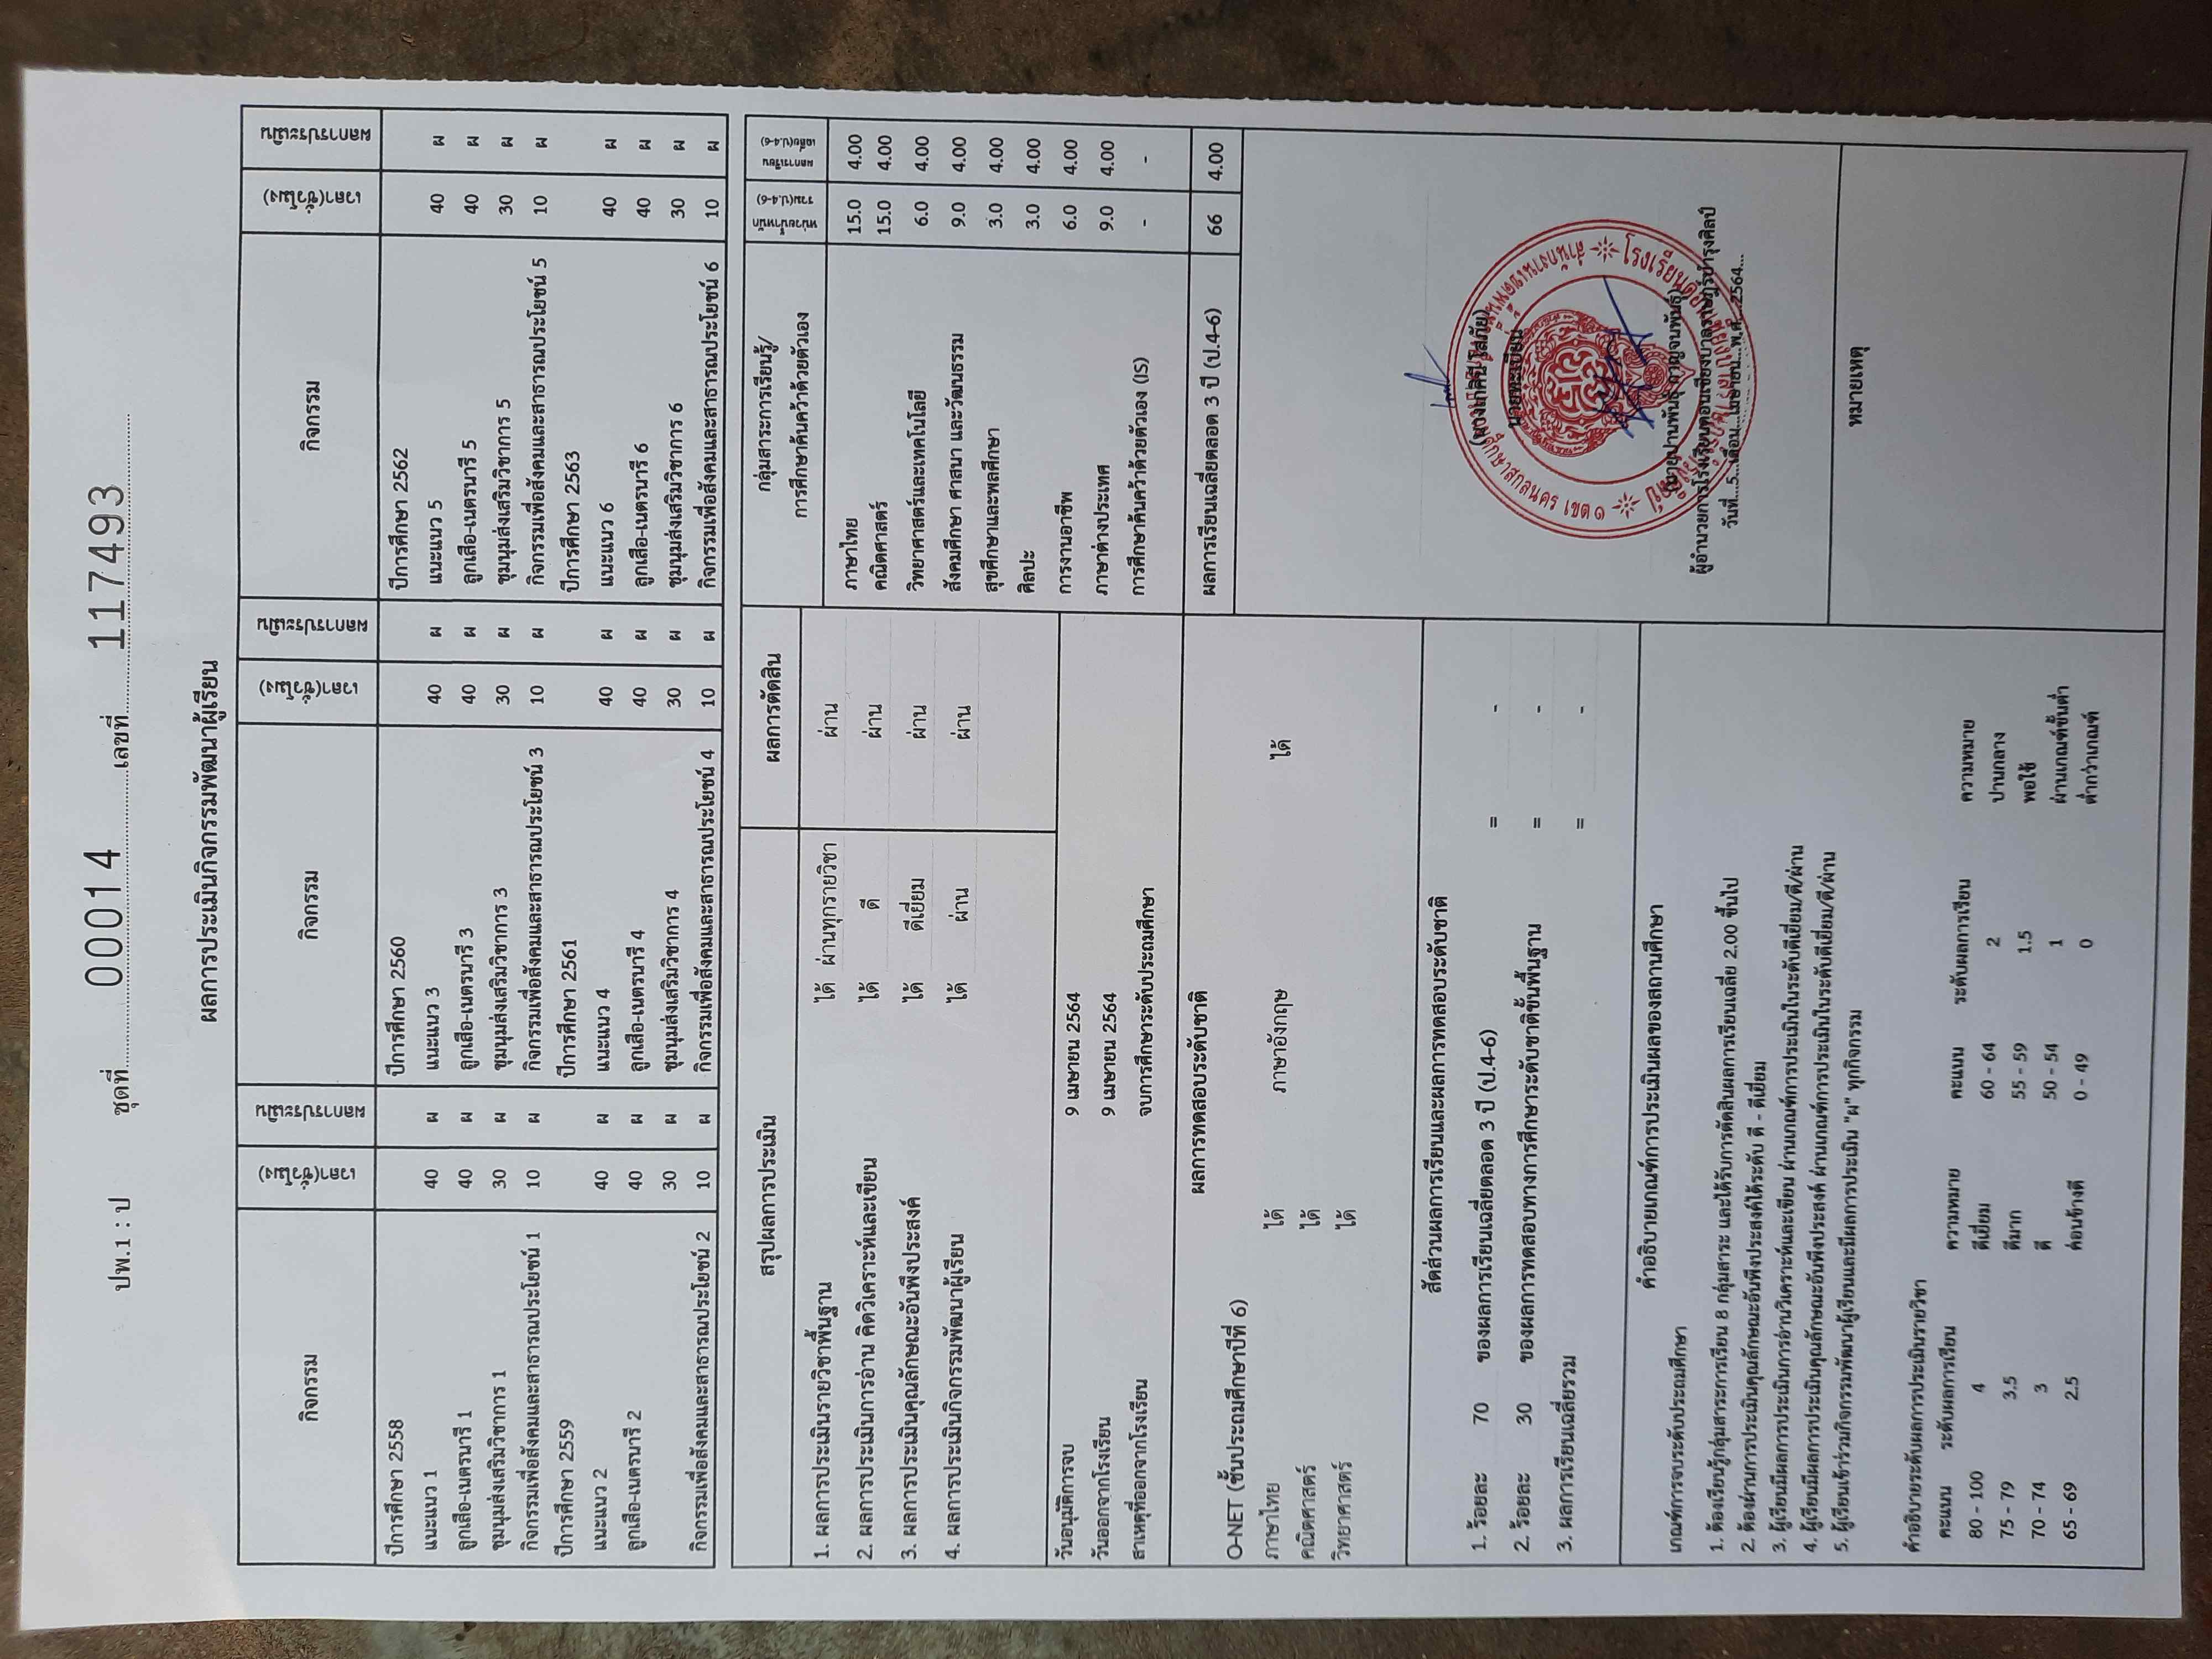 ปพ.1 : ป ชุดที่ 00014 เลขที่ 117493
ผลการประเมินกิจกรรมพัฒนาผู้เรียน
กิจกรรม เวลา(ชั่วโมง) ผลการประเมิน กิจกรรม เวลา(ชั่วโมง) ผลการประเมิน กิจกรรม เวลา(ชั่วโมง) ผลการประเมิน
ปีการศึกษา 2558 ปีการศึกษา 2560 ปีการศึกษา 2562
แนะแนว 1 40 ผ แนะแนว 3 40 ผ แนะแนว 5 40 ผ
ลูกเสือ-เนตรนารี 1 40 ผ ลูกเสือ-เนตรนารี 3 40 ผ ลูกเสือ-เนตรนารี 5 40 ผ
ชุมนุมส่งเสริมวิชาการ 1 30 ผ ชุมนุมส่งเสริมวิชาการ 3 30 ผ ชุมนุมส่งเสริมวิชาการ 5 30 ผ
กิจกรรมเพื่อสังคมและสาธารณประโยชน์ 1 10 ผ กิจกรรมเพื่อสังคมและสาธารณประโยชน์ 3 10 ผ กิจกรรมเพื่อสังคมและสาธารณประโยชน์ 5 10 ผ
ปีการศึกษา 2559 ปีการศึกษา 2561 ปีการศึกษา 2563
แนะแนว 2 40 ผ แนะแนว 4 40 ผ แนะแนว 6 40 ผ
ลูกเสือ-เนตรนารี 2 40 ผ ลูกเสือ-เนตรนารี 4 40 ผ ลูกเสือ-เนตรนารี 6 40 ผ
30 ผ ชุมนุมส่งเสริมวิชาการ 4 30 ผ ชุมนุมส่งเสริมวิชาการ 6 30 ผ
กิจกรรมเพื่อสังคมและสาธารณประโยชน์ 2 10 ผ กิจกรรมเพื่อสังคมและสาธารณประโยชน์ 4 10 ผ กิจกรรมเพื่อสังคมและสาธารณประโยชน์ 6 10 ผ
สรุปผลการประเมิน ผลการตัดสิน
1. ผลการประเมินรายวิชาพื้นฐาน ได้ ผ่านทุกรายวิชา ผ่าน
2. ผลการประเมินการอ่าน คิดวิเคราะห์และเขียน ได้ ดี ผ่าน
3. ผลการประเมินคุณลักษณะอันพึงประสงค์ ได้ ดีเยี่ยม ผ่าน
4. ผลการประเมินกิจกรรมพัฒนาผู้เรียน ได้ ผ่าน ผ่าน
วันอนุมัติการจบ 9 เมษายน 2564
วันออกจากโรงเรียน 9 เมษายน 2564
สาเหตุที่ออกจากโรงเรียน จบการศึกษาระดับประถมศึกษา
ผลการทดสอบระดับชาติ
O-NET (ชั้นประถมศึกษาปีที่ 6)
ภาษาไทย ได้ ภาษาอังกฤษ ได้
คณิตศาสตร์ ได้
วิทยาศาสตร์ ได้
สัดส่วนผลการเรียนและผลการทดสอบระดับชาติ
1. ร้อยละ 70 ของผลการเรียนเฉลี่ยตลอด 3 ปี (ป.4-6) = -
2. ร้อยละ 30 ของผลการทดสอบทางการศึกษาระดับชาติขั้นพื้นฐาน = -
3. ผลการเรียนเฉลี่ยรวม = -
คำอธิบายเกณฑ์การประเมินผลของสถานศึกษา
เกณฑ์การจบระดับประถมศึกษา
1. ต้องเรียนรู้กลุ่มสาระการเรียน 8 กลุ่มสาระ และได้รับการตัดสินผลการเรียนเฉลี่ย 2.00 ขึ้นไป
2. ต้องผ่านการประเมินคุณลักษณะอันพึงประสงค์ได้ระดับ ดี - ดีเยี่ยม
3. ผู้เรียนมีผลการประเมินการอ่านวิเคราะห์และเขียน ผ่านเกณฑ์การประเมินในระดับดีเยี่ยม/ดี/ผ่าน
4. ผู้เรียนมีผลการประเมินคุณลักษณะอันพึงประสงค์ ผ่านเกณฑ์การประเมินในระดับดีเยี่ยม/ดี/ผ่าน
5. ผู้เรียนเข้าร่วมกิจกรรมพัฒนาผู้เรียนและมีผลการประเมิน "ผ" ทุกกิจกรรม
คำอธิบายระดับผลการประเมินรายวิชา
คะแนน ระดับผลการเรียน ความหมาย คะแนน ระดับผลการเรียน ความหมาย
80 - 100 4 ดีเยี่ยม 60 - 64 2 ปานกลาง
75 - 79 3.5 ดีมาก 55 - 59 1.5 พอใช้
70 - 74 3 ดี 50 - 54 1 ผ่านเกณฑ์ขั้นต่ำ
65 - 69 2.5 ค่อนข้างดี 0 - 49 0 ต่ำกว่าเกณฑ์
กลุ่มสาระการเรียนรู้/
การศึกษาค้นคว้าด้วยตัวเอง
หน่วยน้ำหนัก
รวม(ป.4-6)
ผลการเรียน
เฉลี่ย(ป.4-6)
ภาษาไทย 15.0 4.00
คณิตศาสตร์ 15.0 4.00
วิทยาศาสตร์และเทคโนโลยี 6.0 4.00
สังคมศึกษา ศาสนา และวัฒนธรรม 9.0 4.00
สุขศึกษาและพลศึกษา 3.0 4.00
ศิลปะ 3.0 4.00
การงานอาชีพ 6.0 4.00
ภาษาต่างประเทศ 9.0 4.00
การศึกษาค้นคว้าด้วยตัวเอง (IS) - -
ผลการเรียนเฉลี่ยตลอด 3 ปี (ป.4-6) 66 4.00
นายทะเบียน
ผู้อำนวยการโรงเรียนดอนเชียงบาลราษฎร์บำรุงศิลป์
วันที่...5...เดือน...เมษายน...พ.ศ....2564...
หมายเหตุ